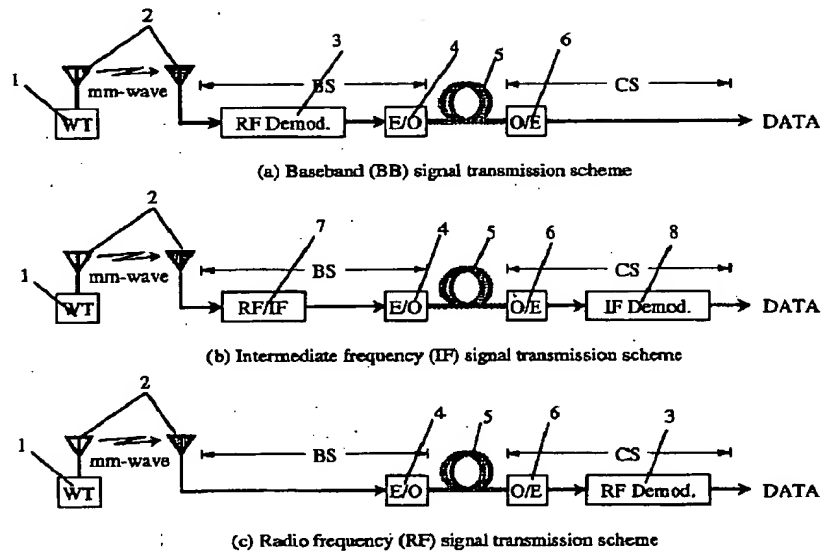 2 3 4 5 6
1 WT mm-wave BS CS
RF Demod. E/O O/E DATA
(a) Baseband (BB) signal transmission scheme
2 7 4 5 6 8
1 WT mm-wave BS CS
RF/IF E/O O/E IF Demod. DATA
(b) Intermediate frequency (IF) signal transmission scheme
2 4 5 6 3
1 WT mm-wave BS CS
E/O O/E RF Demod. DATA
(c) Radio frequency (RF) signal transmission scheme